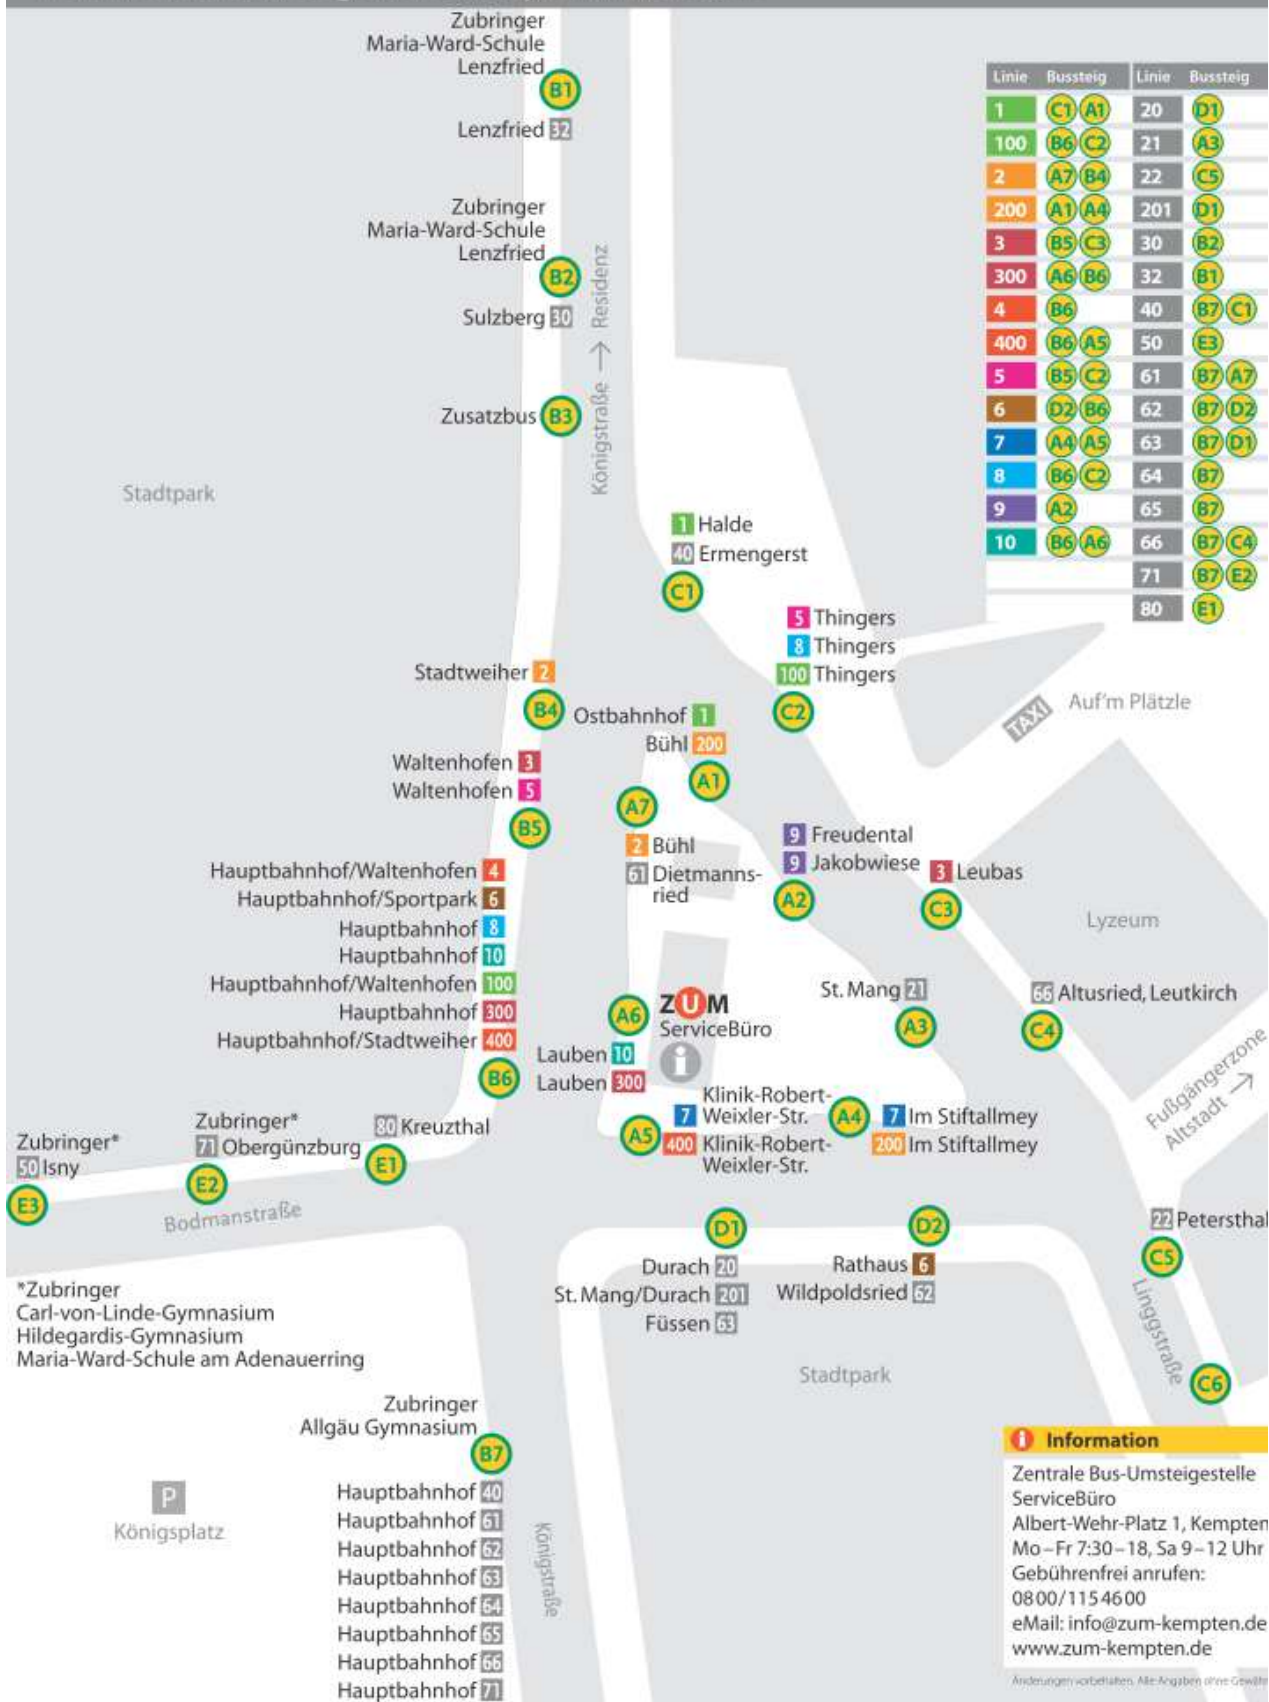 Zubringer
Maria-Ward-Schule
Lenzfried
B1
Lenzfried 32
Zubringer
Maria-Ward-Schule
Lenzfried
B2
Sulzberg 30
Zusatzbus B3
Königstraße → Residenz
Stadtpark
Linie Bussteig Linie Bussteig
1 C1 A1 20 D1
100 B6 C2 21 A3
2 A7 B4 22 C5
200 A1 A4 201 D1
3 B5 C3 30 B2
300 A6 B6 32 B1
4 B6 40 B7 C1
400 B6 A5 50 E3
5 B5 C2 61 B7 A7
6 D2 B6 62 B7 D2
7 A4 A5 63 B7 D1
8 B6 C2 64 B7
9 A2 65 B7
10 B6 A6 66 B7 C4
71 B7 E2
80 E1
1 Halde
40 Ermengerst
C1
5 Thingers
8 Thingers
100 Thingers
C2
TAXI
Auf'm Plätzle
Stadtweiher 2
B4
Ostbahnhof 1
Bühl 200
A1
Waltenhofen 3
Waltenhofen 5
B5
A7
2 Bühl
61 Dietmanns-
ried
9 Freudental
9 Jakobwiese
A2
3 Leubas
C3
Lyzeum
Hauptbahnhof/Waltenhofen 4
Hauptbahnhof/Sportpark 6
Hauptbahnhof 8
Hauptbahnhof 10
Hauptbahnhof/Waltenhofen 100
Hauptbahnhof 300
Hauptbahnhof/Stadtweiher 400
B6
A6
ZUM
ServiceBüro
i
Lauben 10
Lauben 300
St. Mang 21
A3
66 Altusried, Leutkirch
C4
Fußgängerzone
Altstadt →
A5
7 Klinik-Robert-
Weixler-Str.
400 Klinik-Robert-
Weixler-Str.
A4
7 Im Stiftallmey
200 Im Stiftallmey
Zubringer*
50 Isny
E3
Zubringer*
71 Obergünzburg
E2
80 Kreuzthal
E1
Bodmanstraße
D1
Durach 20
St. Mang/Durach 201
Füssen 63
D2
Rathaus 6
Wildpoldsried 62
22 Petersthal
C5
Linggstraße
C6
Stadtpark
*Zubringer
Carl-von-Linde-Gymnasium
Hildegardis-Gymnasium
Maria-Ward-Schule am Adenauerring
Zubringer
Allgäu Gymnasium
B7
Hauptbahnhof 40
Hauptbahnhof 61
Hauptbahnhof 62
Hauptbahnhof 63
Hauptbahnhof 64
Hauptbahnhof 65
Hauptbahnhof 66
Hauptbahnhof 71
P
Königsplatz
Königstraße
i Information
Zentrale Bus-Umsteigestelle
ServiceBüro
Albert-Wehr-Platz 1, Kempten
Mo–Fr 7:30–18, Sa 9–12 Uhr
Gebührenfrei anrufen:
0800/1154600
eMail: info@zum-kempten.de
www.zum-kempten.de
Änderungen vorbehalten. Alle Angaben ohne Gewähr